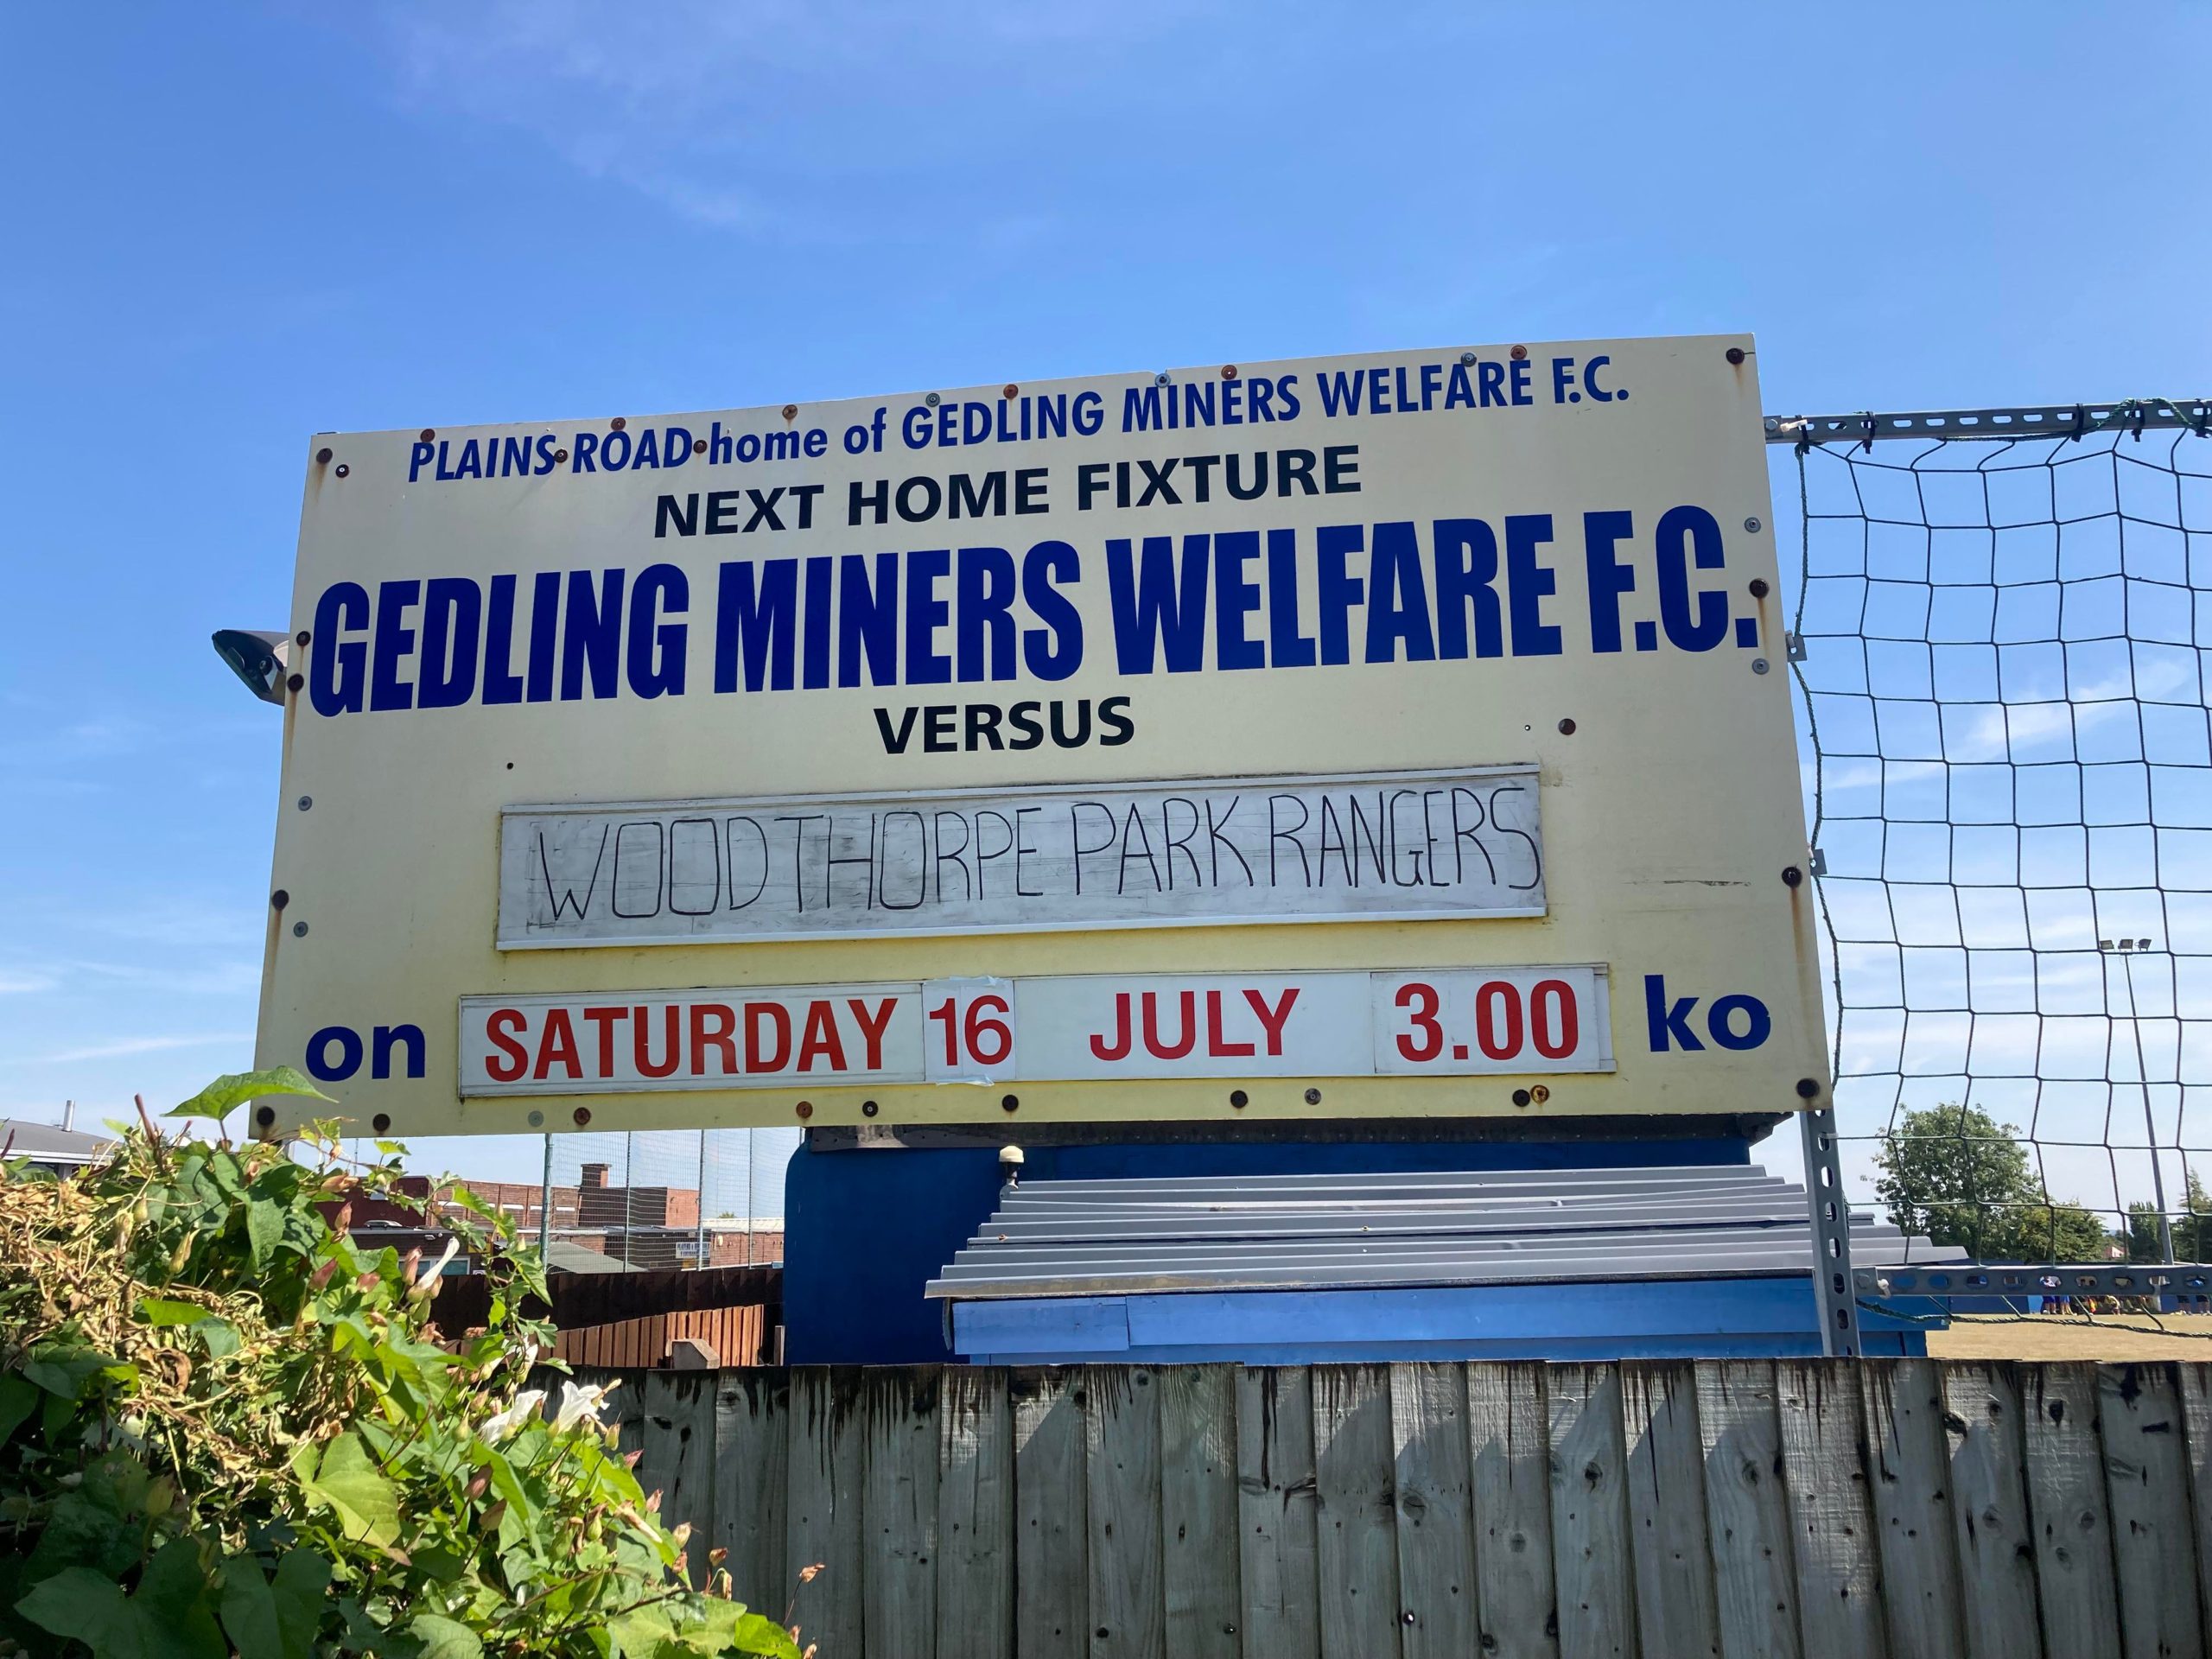 PLAINS ROAD home of GEDLING MINERS WELFARE F.C.
NEXT HOME FIXTURE
GEDLING MINERS WELFARE F.C.
VERSUS
WOODTHORPE PARK RANGERS
on SATURDAY 16 JULY 3.00 ko